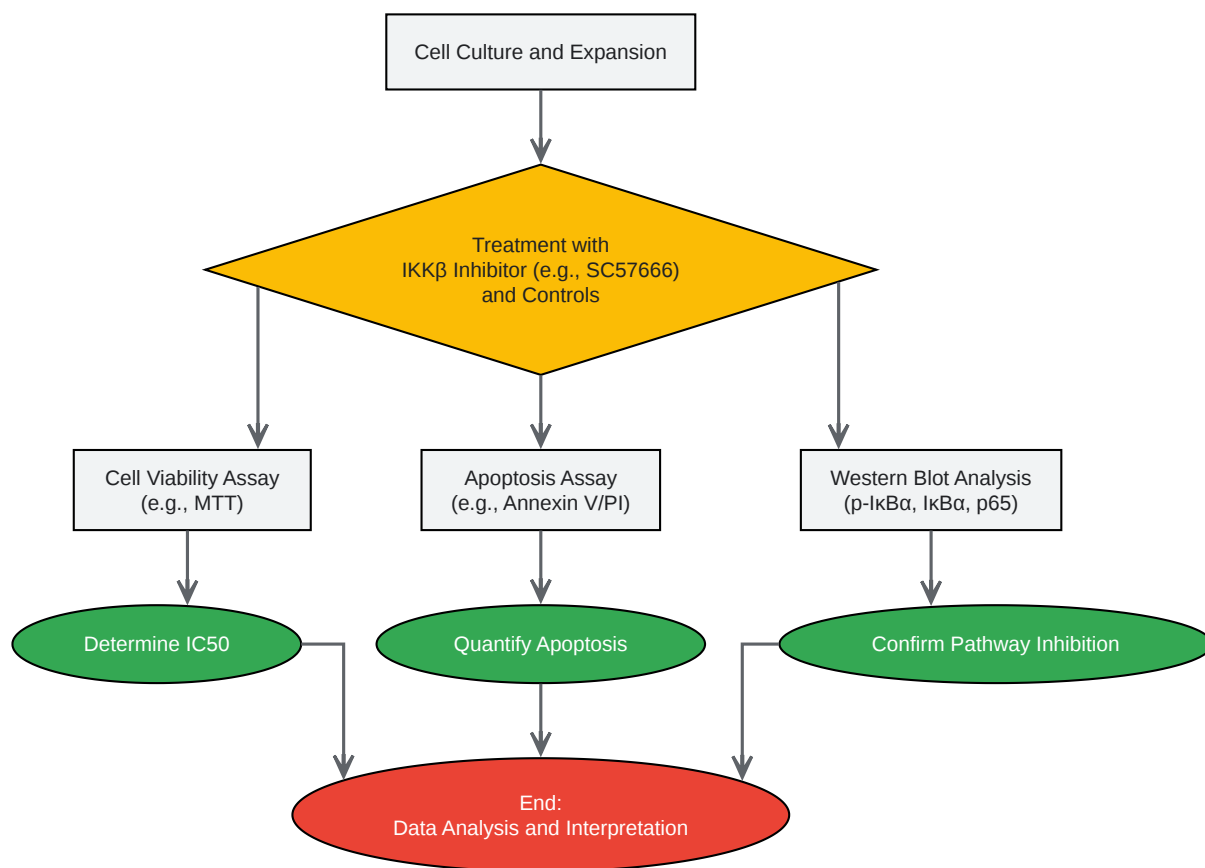 Cell Culture and Expansion
Treatment with
IKKβ Inhibitor (e.g., SC57666)
and Controls
Cell Viability Assay
(e.g., MTT)
Apoptosis Assay
(e.g., Annexin V/PI)
Western Blot Analysis
(p-IκBα, IκBα, p65)
Determine IC50
Quantify Apoptosis
Confirm Pathway Inhibition
End:
Data Analysis and Interpretation